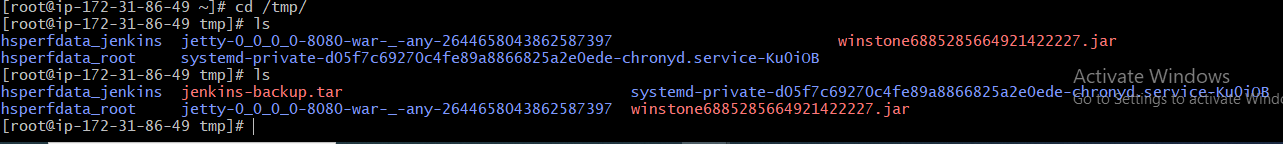 [root@ip-172-31-86-49 ~]# cd /tmp/
[root@ip-172-31-86-49 tmp]# ls
hsperfdata_jenkins  jetty-0_0_0_0-8080-war-_-any-2644658043862587397                             winstone6885285664921422227.jar
hsperfdata_root     systemd-private-d05f7c69270c4fe89a8866825a2e0ede-chronyd.service-Ku0iOB
[root@ip-172-31-86-49 tmp]# ls
hsperfdata_jenkins  jenkins-backup.tar                                    systemd-private-d05f7c69270c4fe89a8866825a2e0ede-chronyd.service-Ku0iOB
hsperfdata_root     jetty-0_0_0_0-8080-war-_-any-2644658043862587397  winstone6885285664921422227.jar
[root@ip-172-31-86-49 tmp]#
Activate Windows
Go to Settings to activate Wind